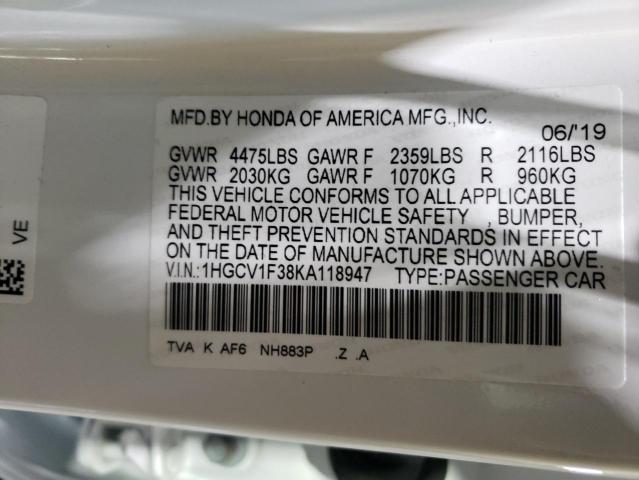 MFD.BY HONDA OF AMERICA MFG.,INC. 06/'19
GVWR 4475LBS GAWR F 2359LBS R 2116LBS
GVWR 2030KG GAWR F 1070KG R 960KG
THIS VEHICLE CONFORMS TO ALL APPLICABLE
FEDERAL MOTOR VEHICLE SAFETY , BUMPER,
AND THEFT PREVENTION STANDARDS IN EFFECT
ON THE DATE OF MANUFACTURE SHOWN ABOVE.
V.I.N.:1HGCV1F38KA118947 TYPE:PASSENGER CAR
TVA K AF6 NH883P .Z .A
VE